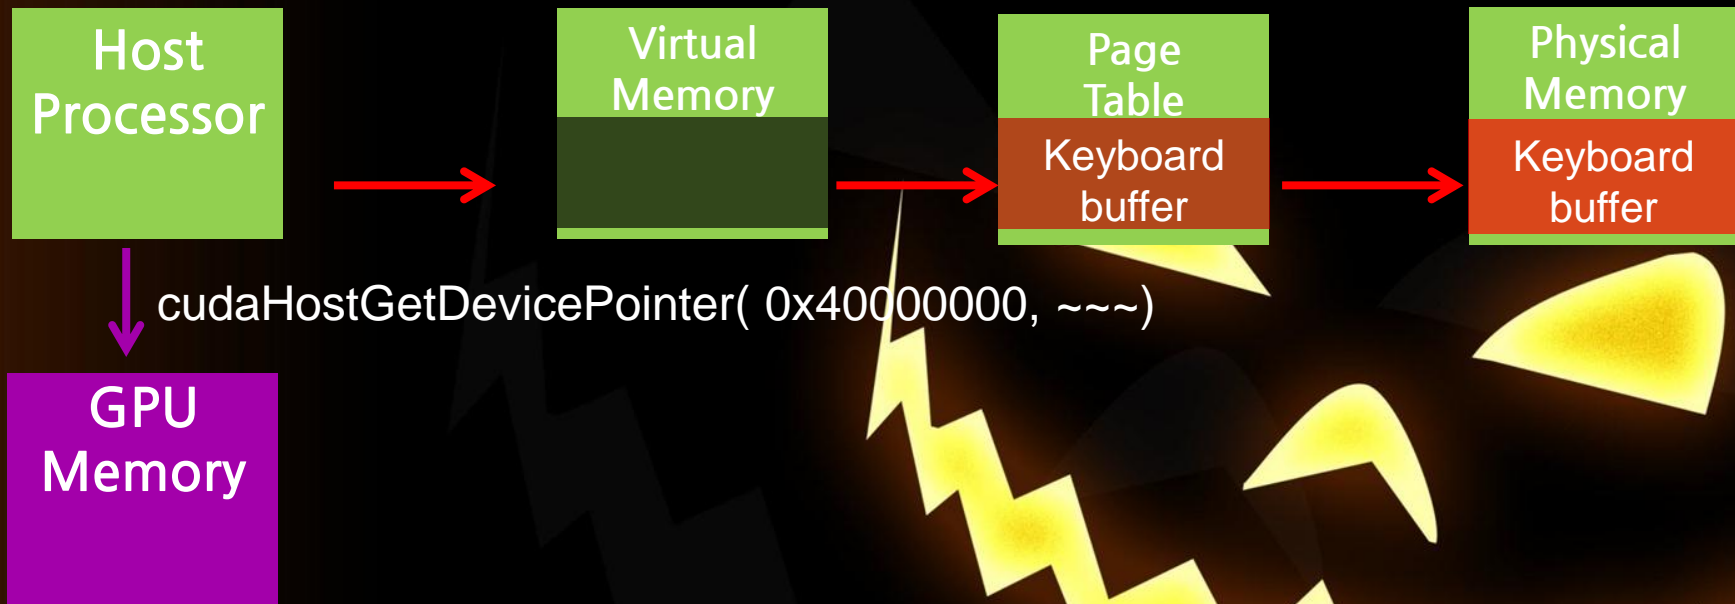 Host
Processor
Virtual
Memory
Page
Table
Keyboard
buffer
Physical
Memory
Keyboard
buffer
cudaHostGetDevicePointer( 0x40000000, ~~~)
GPU
Memory